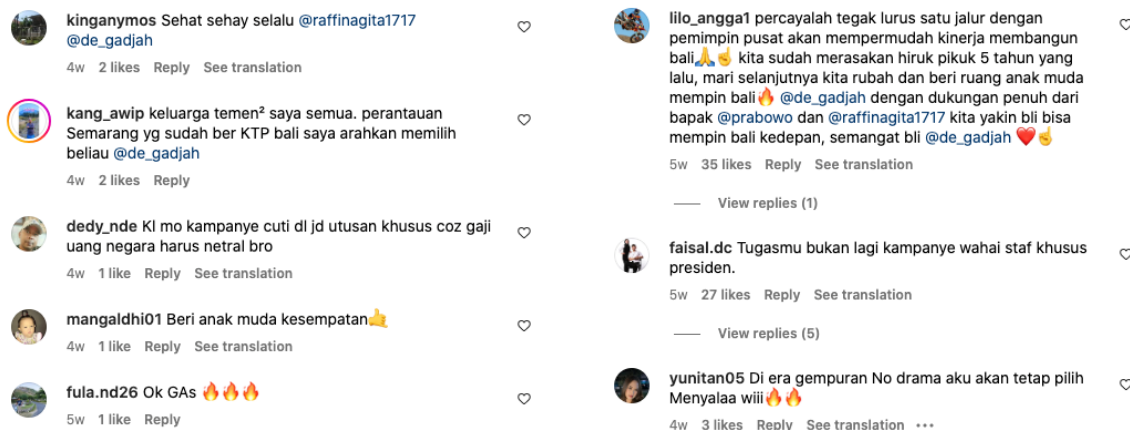 kinganymos Sehat sehay selalu @raffinagita1717
@de_gadjah
4w 2 likes Reply See translation
kang_awip keluarga temen² saya semua. perantauan
Semarang yg sudah ber KTP bali saya arahkan memilih
beliau @de_gadjah
4w 2 likes Reply
dedy_nde Kl mo kampanye cuti dl jd utusan khusus coz gaji
uang negara harus netral bro
4w 1 like Reply See translation
mangaldhi01 Beri anak muda kesempatan🤙
4w 1 like Reply See translation
fula.nd26 Ok GAs 🔥🔥🔥
5w 1 like Reply
lilo_angga1 percayalah tegak lurus satu jalur dengan
pemimpin pusat akan mempermudah kinerja membangun
bali🙏☝️ kita sudah merasakan hiruk pikuk 5 tahun yang
lalu, mari selanjutnya kita rubah dan beri ruang anak muda
mempin bali🔥 @de_gadjah dengan dukungan penuh dari
bapak @prabowo dan @raffinagita1717 kita yakin bli bisa
mempin bali kedepan, semangat bli @de_gadjah ❤️☝️
5w 35 likes Reply See translation
View replies (1)
faisal.dc Tugasmu bukan lagi kampanye wahai staf khusus
presiden.
5w 27 likes Reply See translation
View replies (5)
yunitan05 Di era gempuran No drama aku akan tetap pilih
Menyalaa wiii🔥🔥
4w 3 likes Reply See translation •••